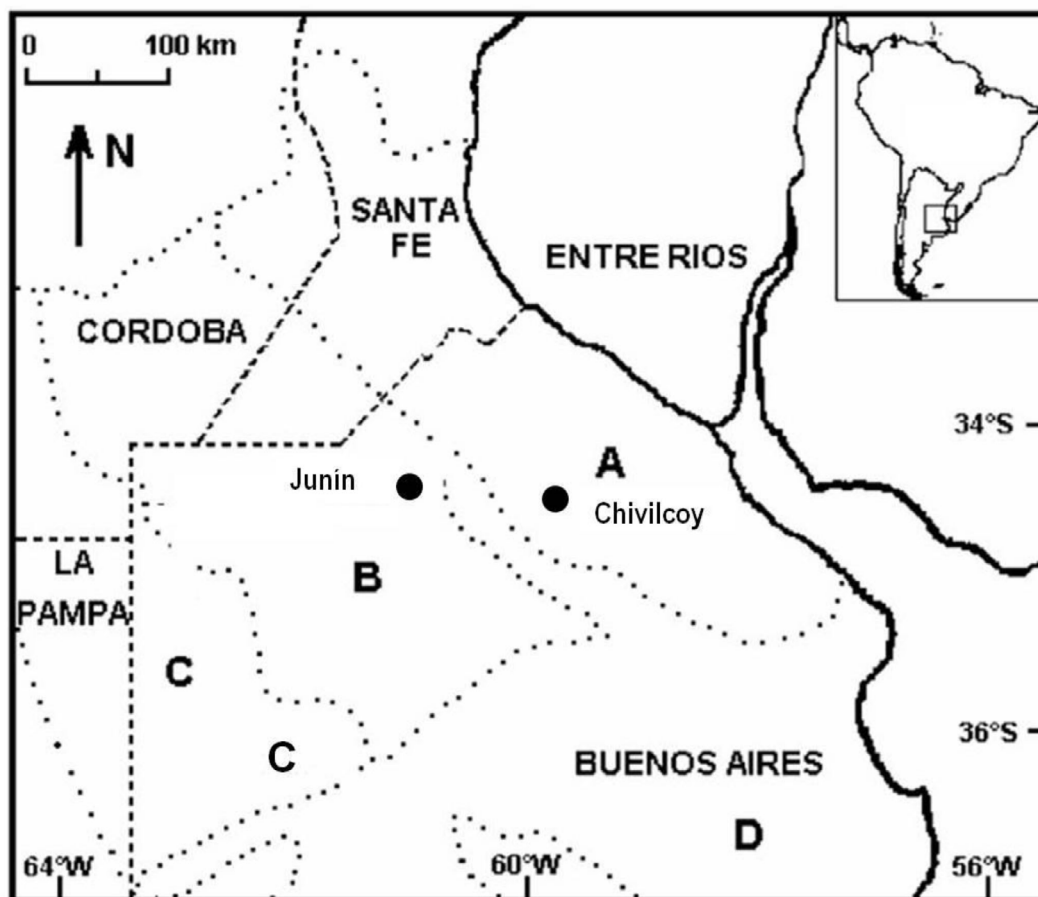 0 100 km
N
SANTA
FE
ENTRE RIOS
CORDOBA
34°S
Junín
A
Chivilcoy
LA
PAMPA
B
C
C
36°S
BUENOS AIRES
D
64°W
60°W
56°W